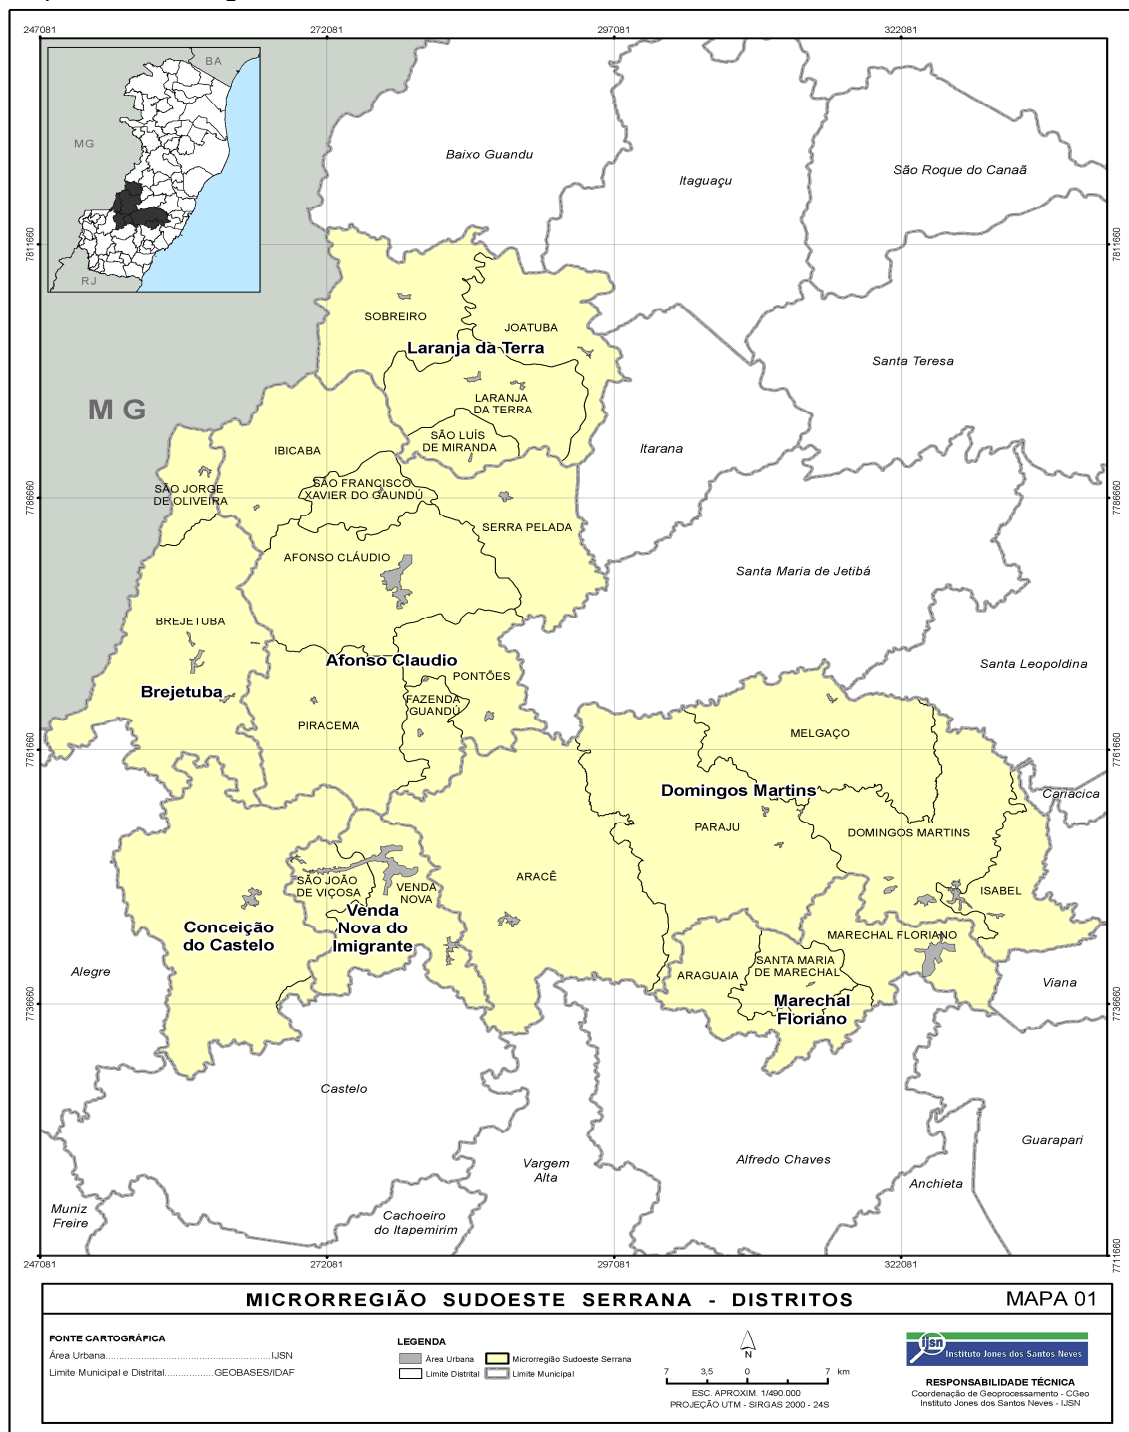 247081
272081
297081
322081
BA
MG
RJ
Baixo Guandu
Itaguaçu
São Roque do Canaã
7811660
7811660
SOBREIRO
JOATUBA
Laranja da Terra
Santa Teresa
LARANJA
DA TERRA
MG
SÃO LUÍS
DE MIRANDA
IBICABA
Itarana
SÃO JORGE
DE OLIVEIRA
SÃO FRANCISCO
XAVIER DO GAUNDÚ
7786660
7786660
SERRA PELADA
AFONSO CLÁUDIO
Santa Maria de Jetibá
BREJETUBA
Afonso Claudio
Santa Leopoldina
PONTÕES
Brejetuba
FAZENDA
GUANDÚ
PIRACEMA
MELGAÇO
7761660
7761660
Domingos Martins
Cariacica
PARAJU
DOMINGOS MARTINS
ARACÊ
SÃO JOÃO
DE VIÇOSA
VENDA
NOVA
ISABEL
Conceição
do Castelo
Venda
Nova do
Imigrante
MARECHAL FLORIANO
Alegre
ARAGUAIA
SANTA MARIA
DE MARECHAL
Viana
Marechal
Floriano
7736660
7736660
Castelo
Vargem
Alta
Alfredo Chaves
Guarapari
Anchieta
Muniz
Freire
Cachoeiro
do Itapemirim
7711660
247081
272081
297081
322081
MICRORREGIÃO SUDOESTE SERRANA - DISTRITOS
MAPA 01
FONTE CARTOGRÁFICA
Área Urbana.......................................................IJSN
Limite Municipal e Distrital.................GEOBASES/IDAF
LEGENDA
Área Urbana
Microrregião Sudoeste Serrana
Limite Distrital
Limite Municipal
N
7 3,5 0 7 km
ESC. APROXIM. 1/490.000
PROJEÇÃO UTM - SIRGAS 2000 - 24S
ijsn
Instituto Jones dos Santos Neves
RESPONSABILIDADE TÉCNICA
Coordenação de Geoprocessamento - CGeo
Instituto Jones dos Santos Neves - IJSN